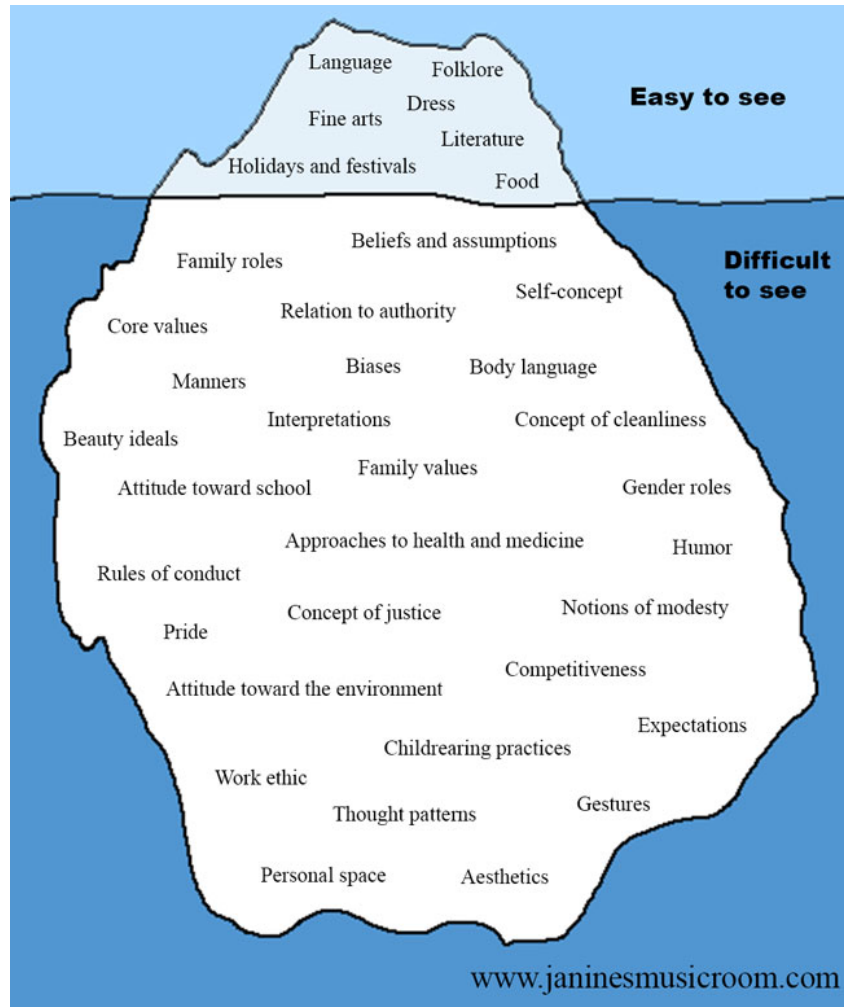 Language
Folklore
Dress
Fine arts
Literature
Holidays and festivals
Food
Easy to see
Beliefs and assumptions
Family roles
Difficult
to see
Self-concept
Relation to authority
Core values
Biases
Body language
Manners
Interpretations
Concept of cleanliness
Beauty ideals
Family values
Attitude toward school
Gender roles
Approaches to health and medicine
Humor
Rules of conduct
Concept of justice
Notions of modesty
Pride
Competitiveness
Attitude toward the environment
Expectations
Childrearing practices
Work ethic
Gestures
Thought patterns
Personal space
Aesthetics
www.janinesmusicroom.com